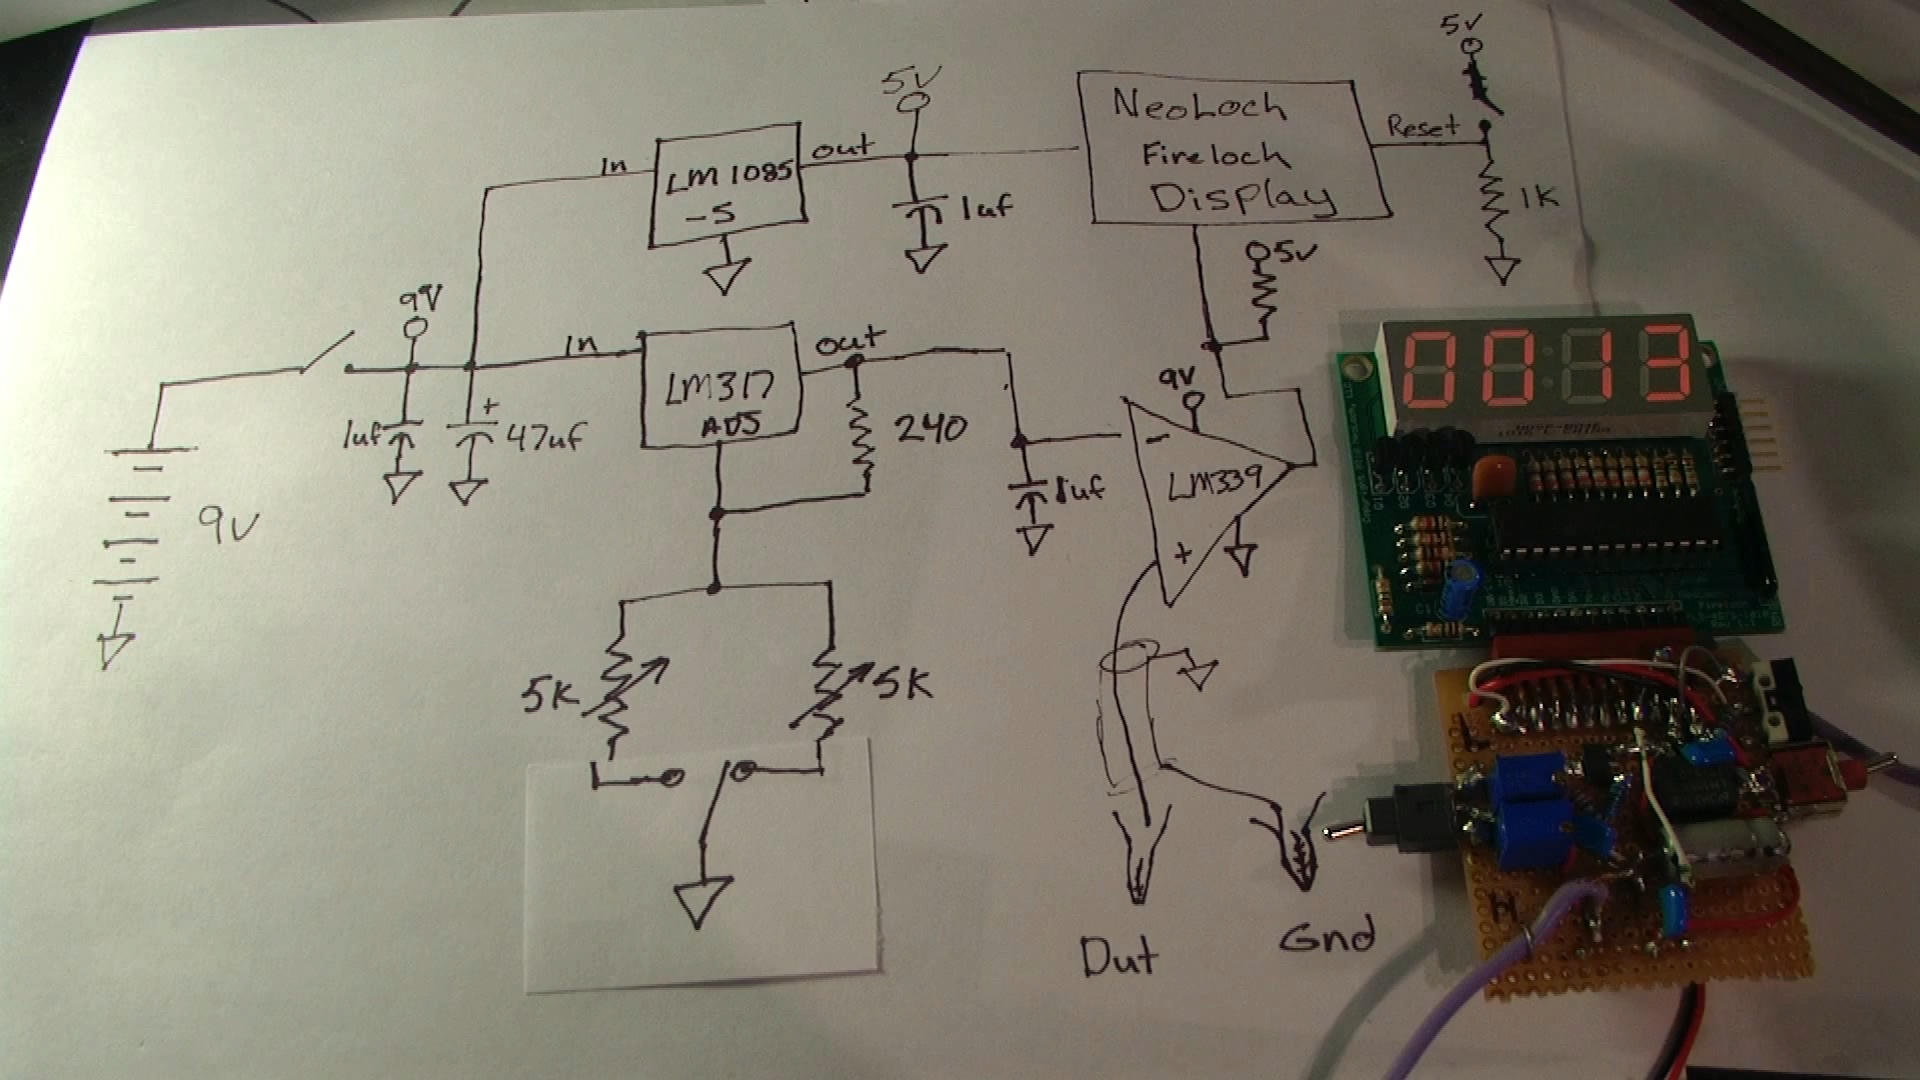 5V
5V
NeoLoch
Fireloch
Display
Reset
1K
In
LM1085
-5
out
1uf
5V
9V
1uf
+
47uf
In
LM317
ADJ
out
240
9V
-
LM339
+
1uf
9V
5K
5K
Dut
Gnd
0013
C1
L
H